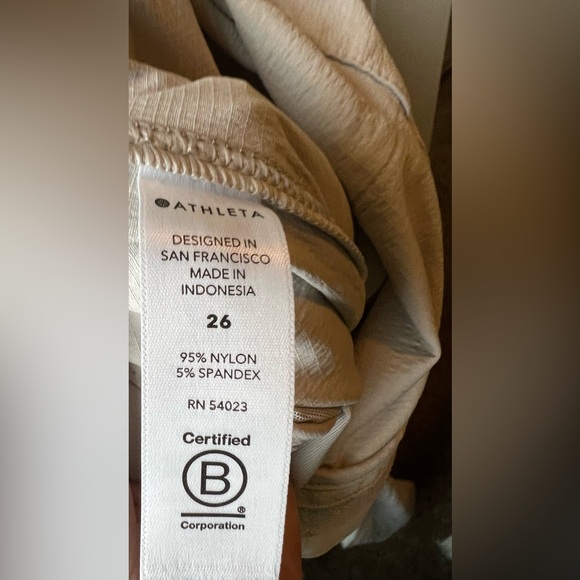 ATHLETA
DESIGNED IN
SAN FRANCISCO
MADE IN
INDONESIA
26
95% NYLON
5% SPANDEX
RN 54023
Certified
B
®
Corporation